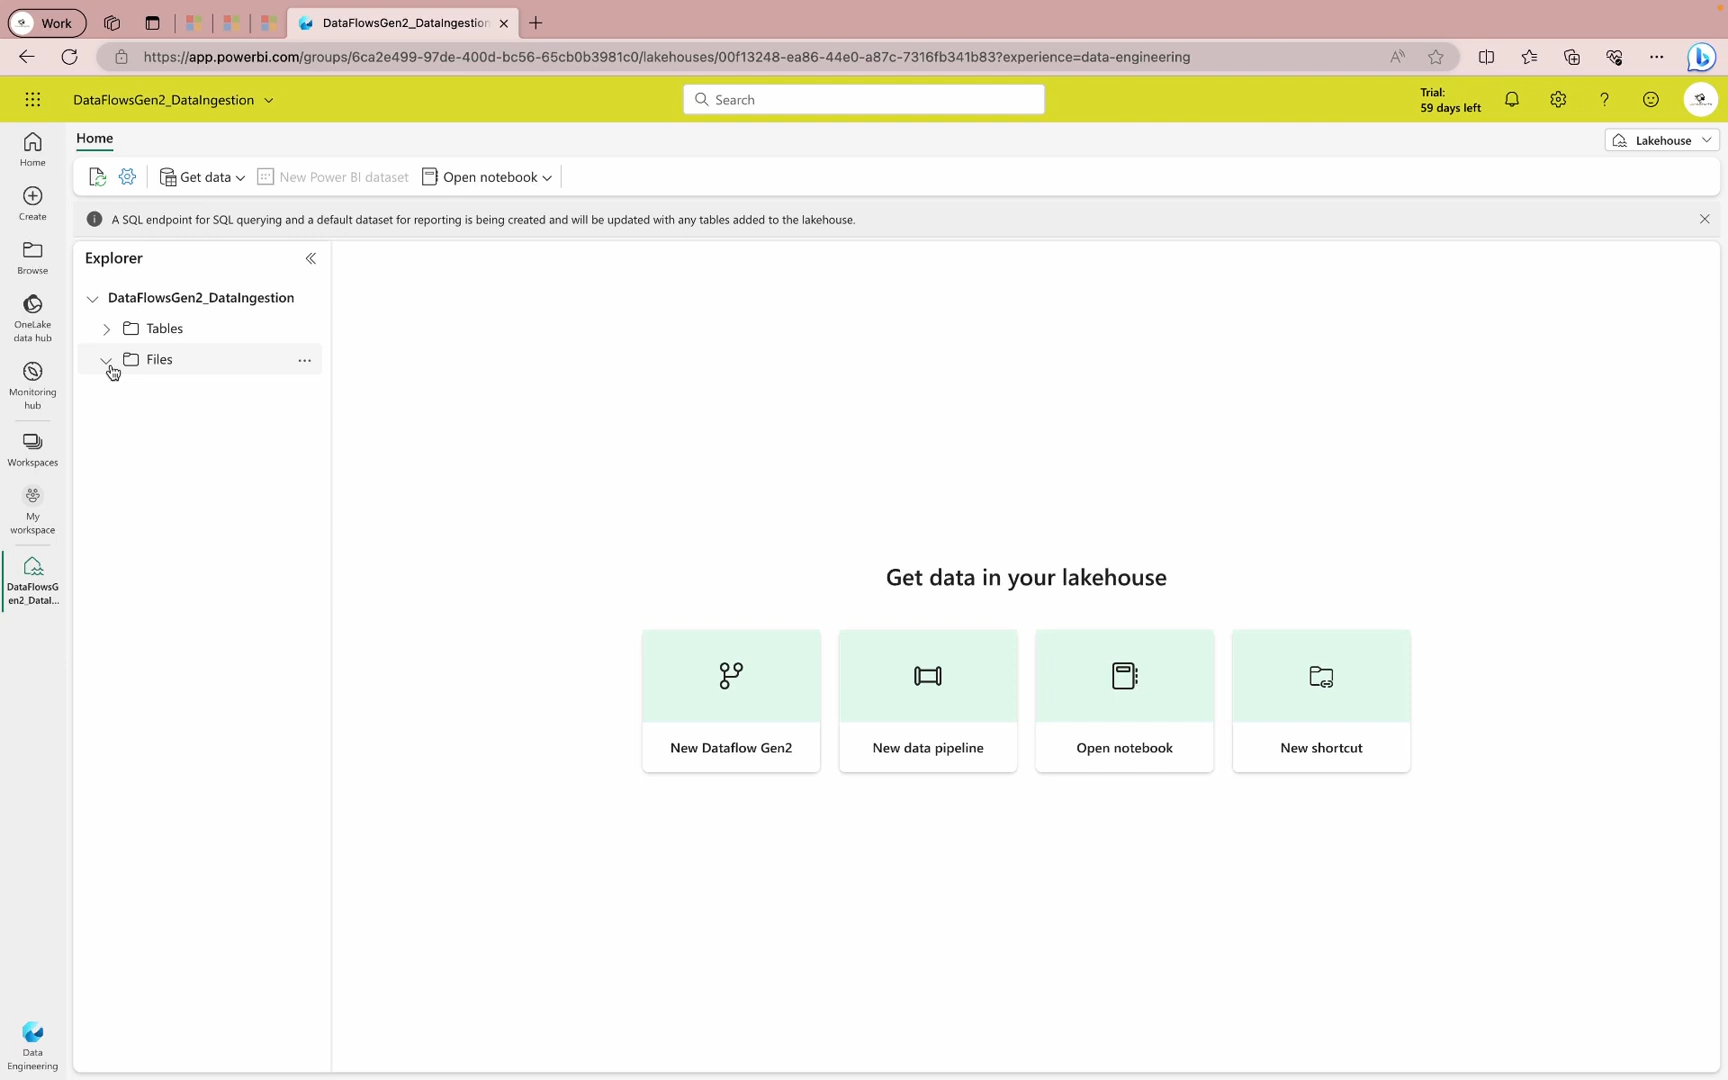 Work
DataFlowsGen2_DataIngestion
https://app.powerbi.com/groups/6ca2e499-97de-400d-bc56-65cb0b3981c0/lakehouses/00f13248-ea86-44e0-a87c-7316fb341b83?experience=data-engineering
DataFlowsGen2_DataIngestion
Search
Trial:
59 days left
Home
Lakehouse
Get data
New Power BI dataset
Open notebook
A SQL endpoint for SQL querying and a default dataset for reporting is being created and will be updated with any tables added to the lakehouse.
Home
Create
Browse
OneLake
data hub
Monitoring
hub
Workspaces
My
workspace
DataFlowsG
en2_DataI...
Data
Engineering
Explorer
DataFlowsGen2_DataIngestion
Tables
Files
Get data in your lakehouse
New Dataflow Gen2
New data pipeline
Open notebook
New shortcut